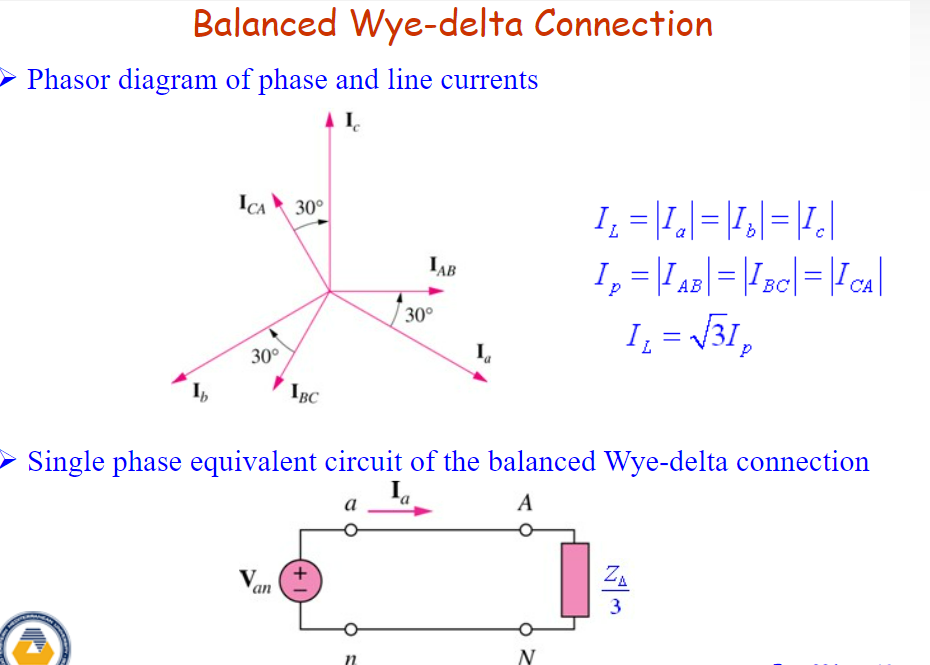 Balanced Wye-delta Connection
➢ Phasor diagram of phase and line currents
I_c
I_CA 30°
I_AB
30°
30°
I_a
I_b
I_BC
I_L = |I_a| = |I_b| = |I_c|
I_p = |I_AB| = |I_BC| = |I_CA|
I_L = √3 I_p
➢ Single phase equivalent circuit of the balanced Wye-delta connection
a I_a A
V_an + −
Z_Δ
3
n N